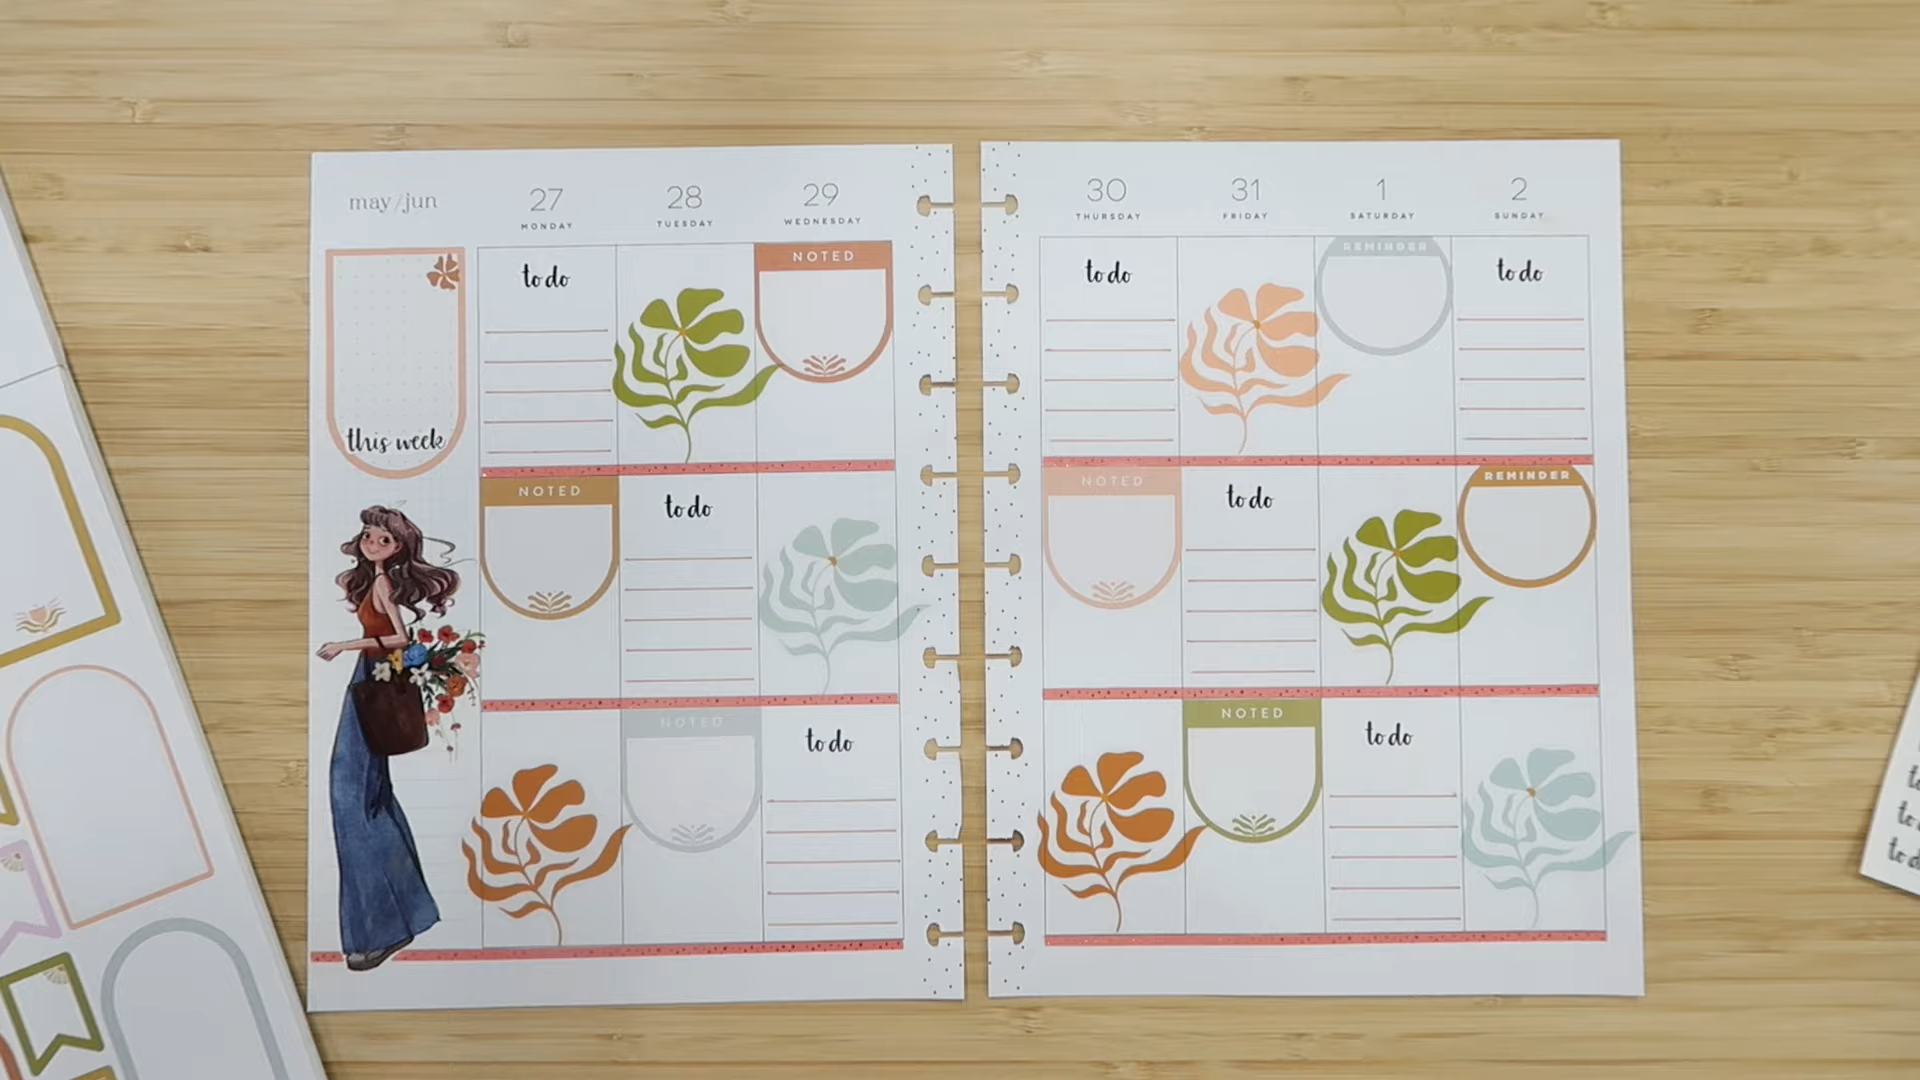 may/jun
27
MONDAY
28
TUESDAY
29
WEDNESDAY
this week
to do
NOTED
NOTED
to do
NOTED
to do
30
THURSDAY
31
FRIDAY
1
SATURDAY
2
SUNDAY
to do
REMINDER
to do
NOTED
to do
REMINDER
NOTED
to do
to d